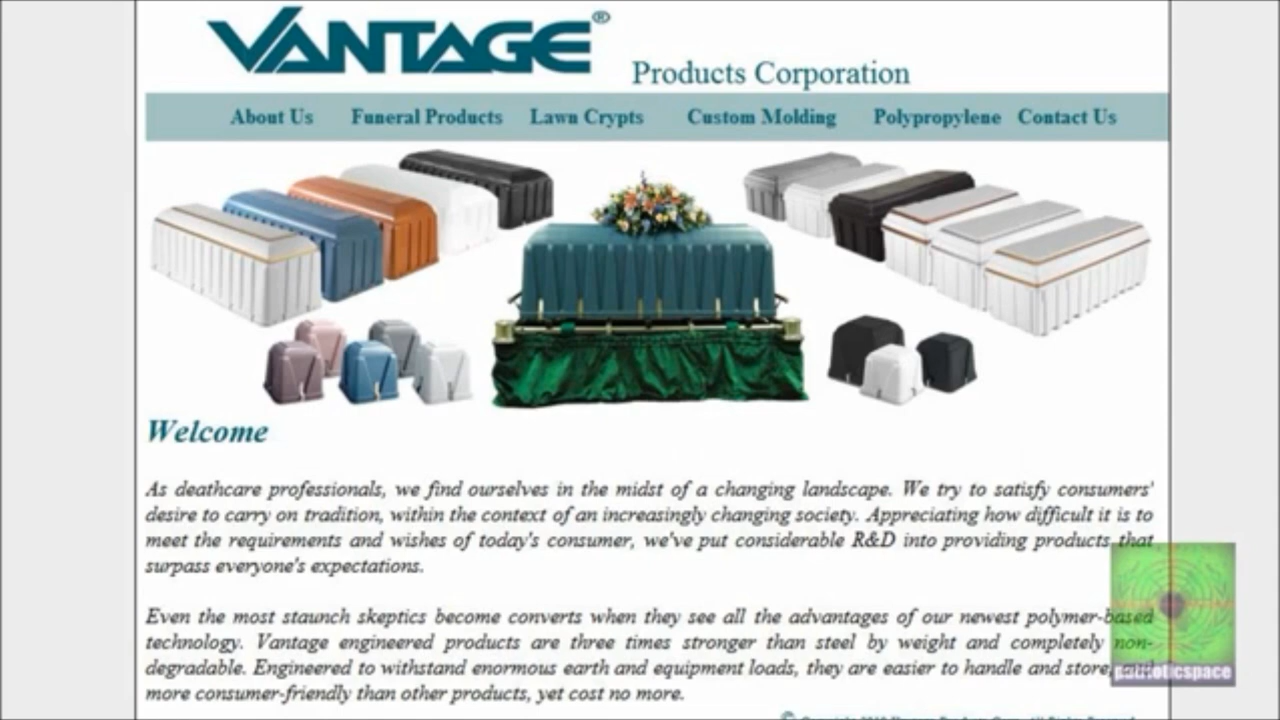 VANTAGE®
Products Corporation
About Us Funeral Products Lawn Crypts Custom Molding Polypropylene Contact Us
Welcome
As deathcare professionals, we find ourselves in the midst of a changing landscape. We try to satisfy consumers'
desire to carry on tradition, within the context of an increasingly changing society. Appreciating how difficult it is to
meet the requirements and wishes of today's consumer, we've put considerable R&D into providing products that
surpass everyone's expectations.
Even the most staunch skeptics become converts when they see all the advantages of our newest polymer-based
technology. Vantage engineered products are three times stronger than steel by weight and completely non-
degradable. Engineered to withstand enormous earth and equipment loads, they are easier to handle and store, and
more consumer-friendly than other products, yet cost no more.
patrioticspace